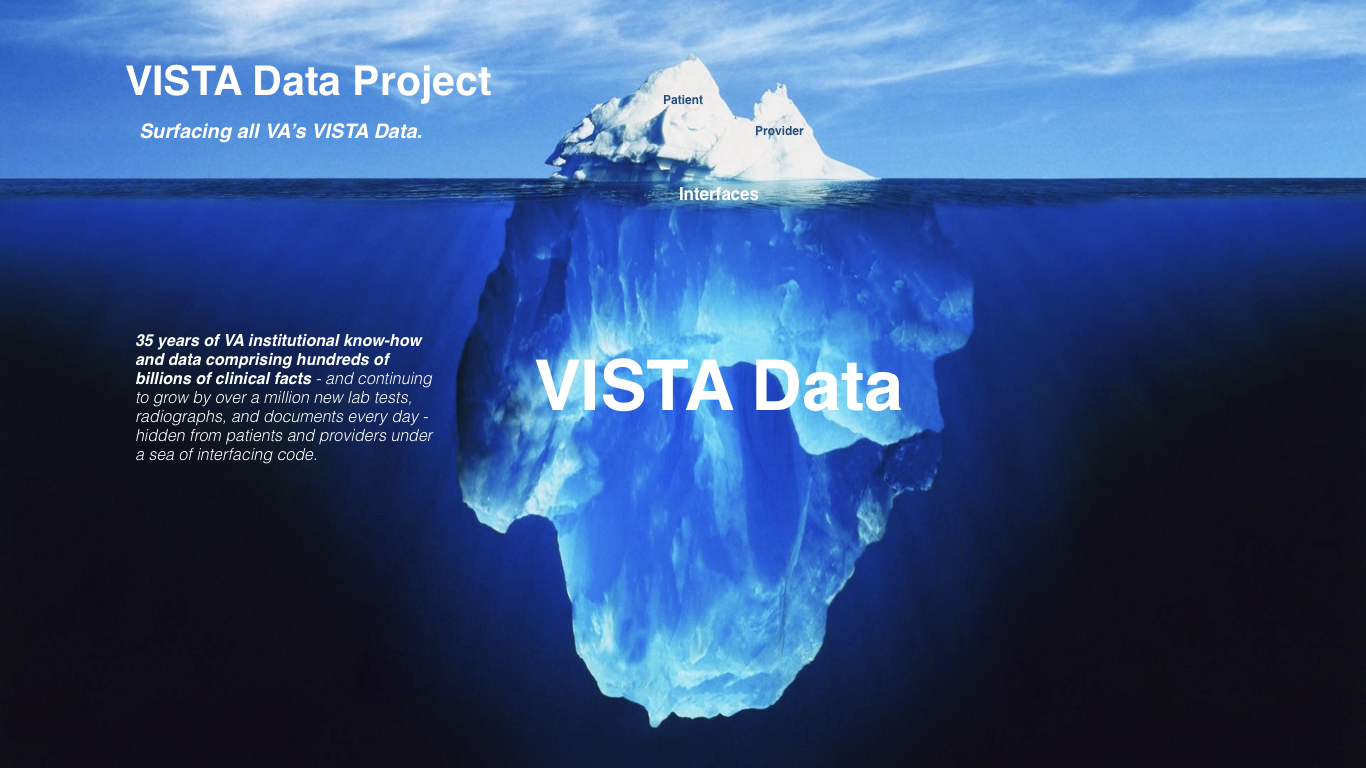 VISTA Data Project
Surfacing all VA’s VISTA Data.
Patient
Provider
Interfaces
35 years of VA institutional know-how
and data comprising hundreds of
billions of clinical facts - and continuing
to grow by over a million new lab tests,
radiographs, and documents every day -
hidden from patients and providers under
a sea of interfacing code.
VISTA Data